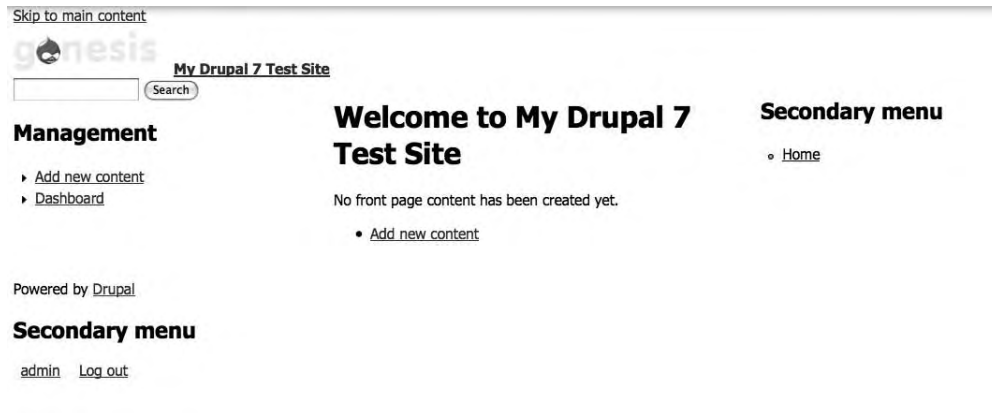 Skip to main content
genesis
My Drupal 7 Test Site
Search
Management
Add new content
Dashboard
Powered by Drupal
Secondary menu
admin Log out
Welcome to My Drupal 7
Test Site
No front page content has been created yet.
Add new content
Secondary menu
Home